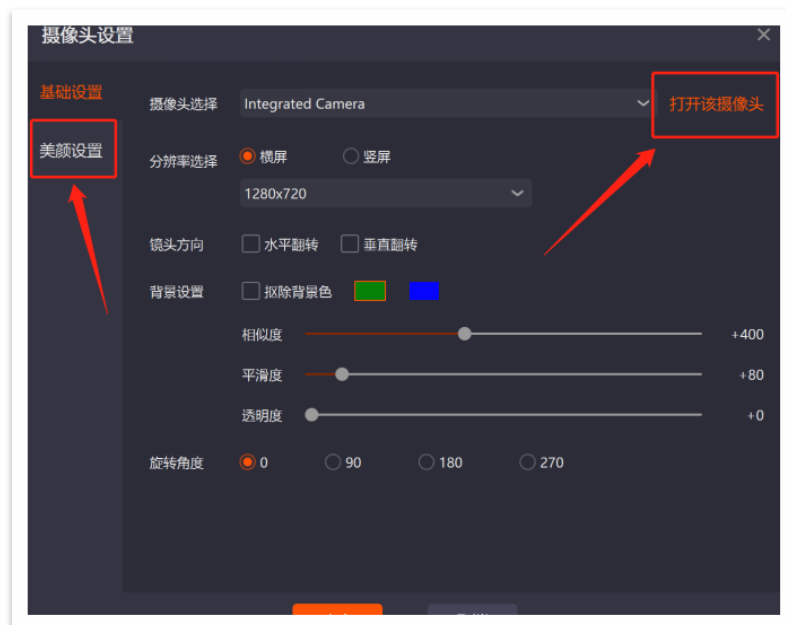 摄像头设置
基础设置
美颜设置
摄像头选择 Integrated Camera 打开该摄像头
分辨率选择 横屏 竖屏
1280x720
镜头方向 水平翻转 垂直翻转
背景设置 抠除背景色
相似度 +400
平滑度 +80
透明度 +0
旋转角度 0 90 180 270